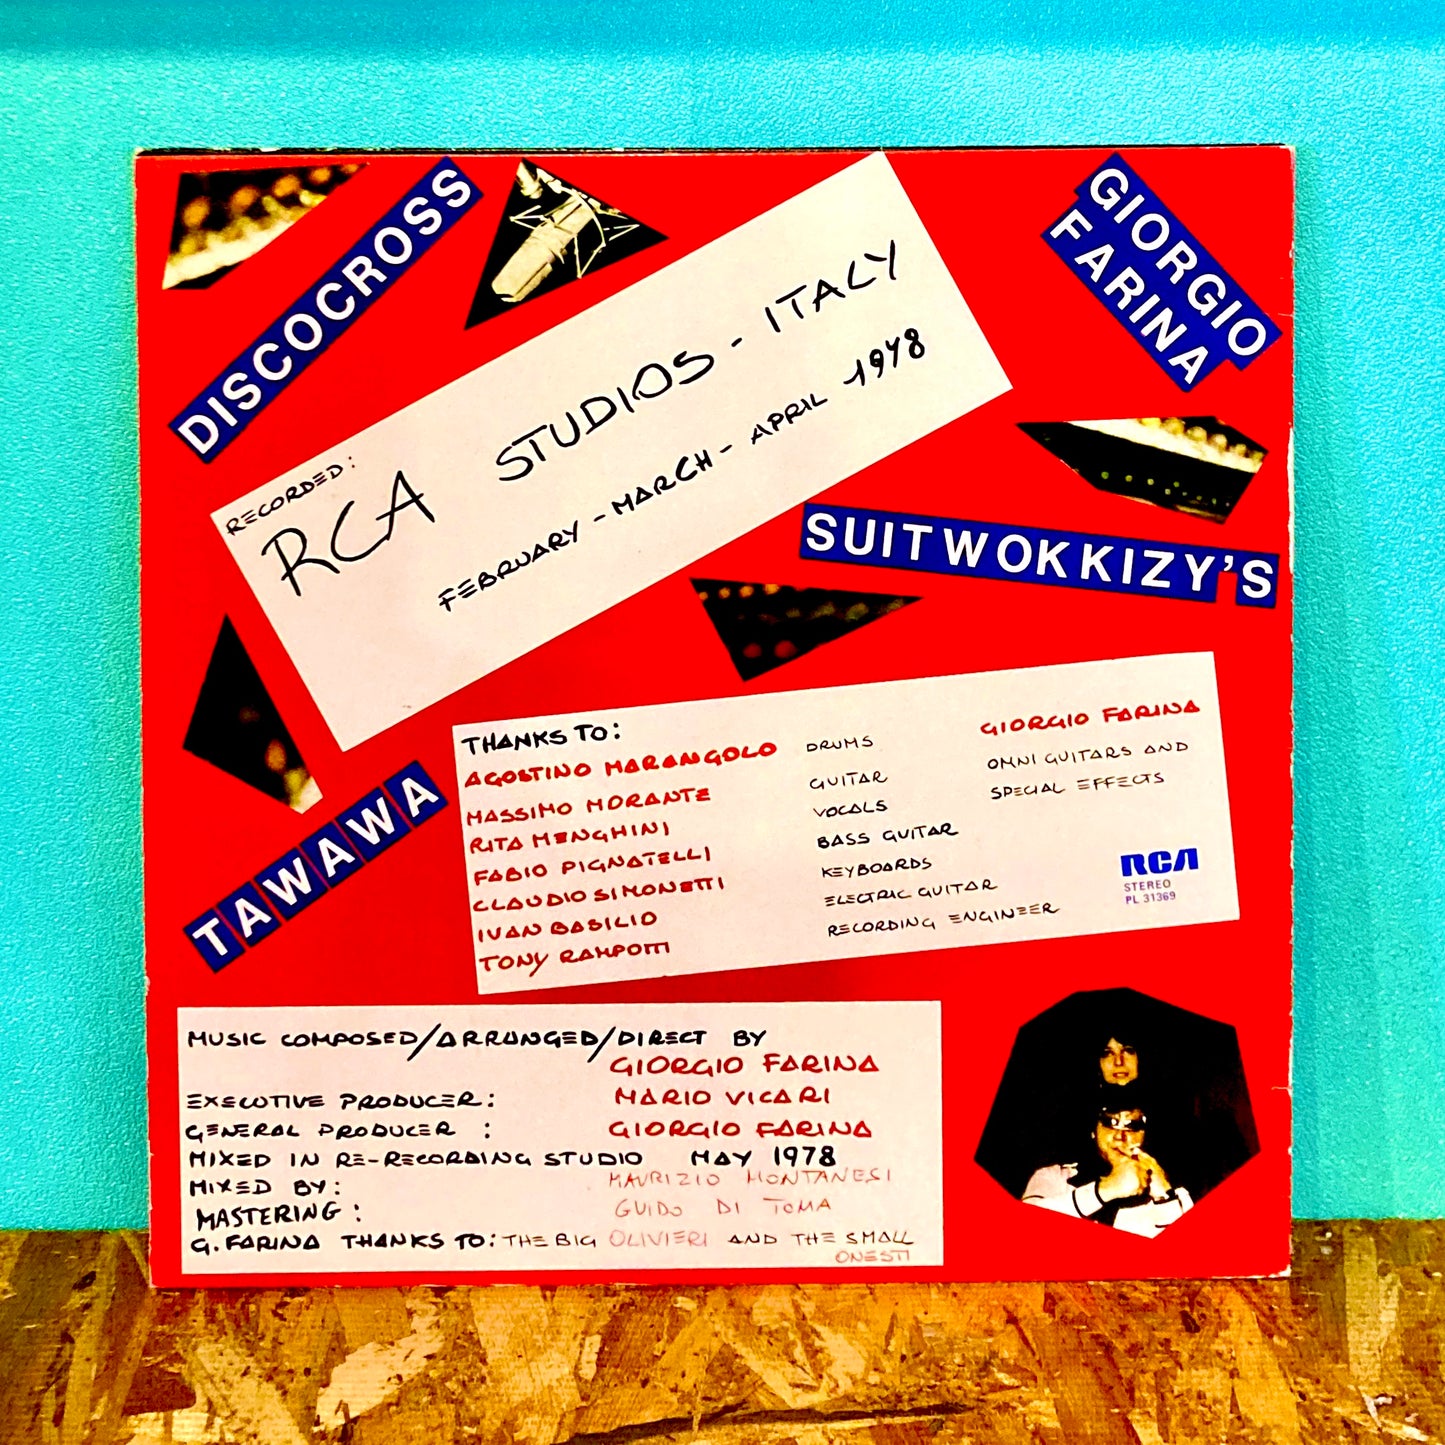 DISCOCROSS
GIORGIO
FARINA
RECORDED:
RCA STUDIOS - ITALY
FEBRUARY - MARCH - APRIL 1978
SUITWOKKIZY'S
TAWAWA
THANKS TO:
AGOSTINO MARANGOLO DRUMS
MASSIMO MORANTE GUITAR
RITA MENGHINI VOCALS
FABIO PIGNATELLI BASS GUITAR
CLAUDIO SIMONETTI KEYBOARDS
IVAN BASILIO ELECTRIC GUITAR
TONY RAMPOTTI RECORDING ENGINEER
GIORGIO FARINA
OMNI GUITARS AND
SPECIAL EFFECTS
RCA
STEREO
PL 31369
MUSIC COMPOSED/ARRANGED/DIRECT BY
GIORGIO FARINA
EXECUTIVE PRODUCER: MARIO VICARI
GENERAL PRODUCER : GIORGIO FARINA
MIXED IN RE-RECORDING STUDIO MAY 1978
MIXED BY: MAURIZIO MONTANESI
MASTERING: GUIDO DI TOMA
G. FARINA THANKS TO: THE BIG OLIVIERI AND THE SMALL
ONESTI